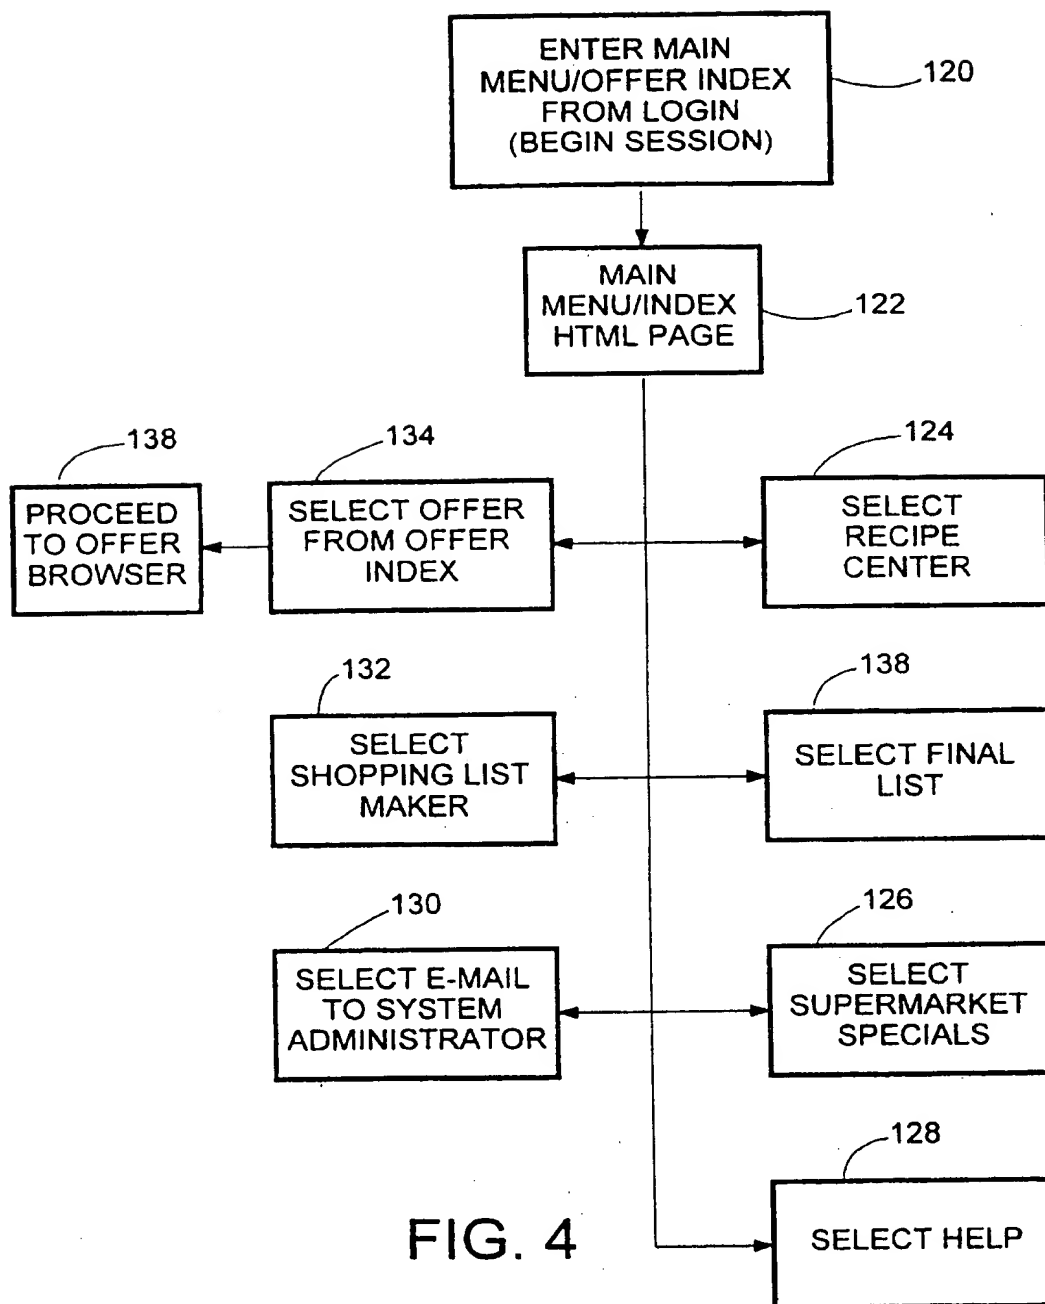 ENTER MAIN
MENU/OFFER INDEX
FROM LOGIN
(BEGIN SESSION)
120
MAIN
MENU/INDEX
HTML PAGE
122
138
PROCEED
TO OFFER
BROWSER
134
SELECT OFFER
FROM OFFER
INDEX
124
SELECT
RECIPE
CENTER
132
SELECT
SHOPPING LIST
MAKER
138
SELECT FINAL
LIST
130
SELECT E-MAIL
TO SYSTEM
ADMINISTRATOR
126
SELECT
SUPERMARKET
SPECIALS
128
SELECT HELP
FIG. 4